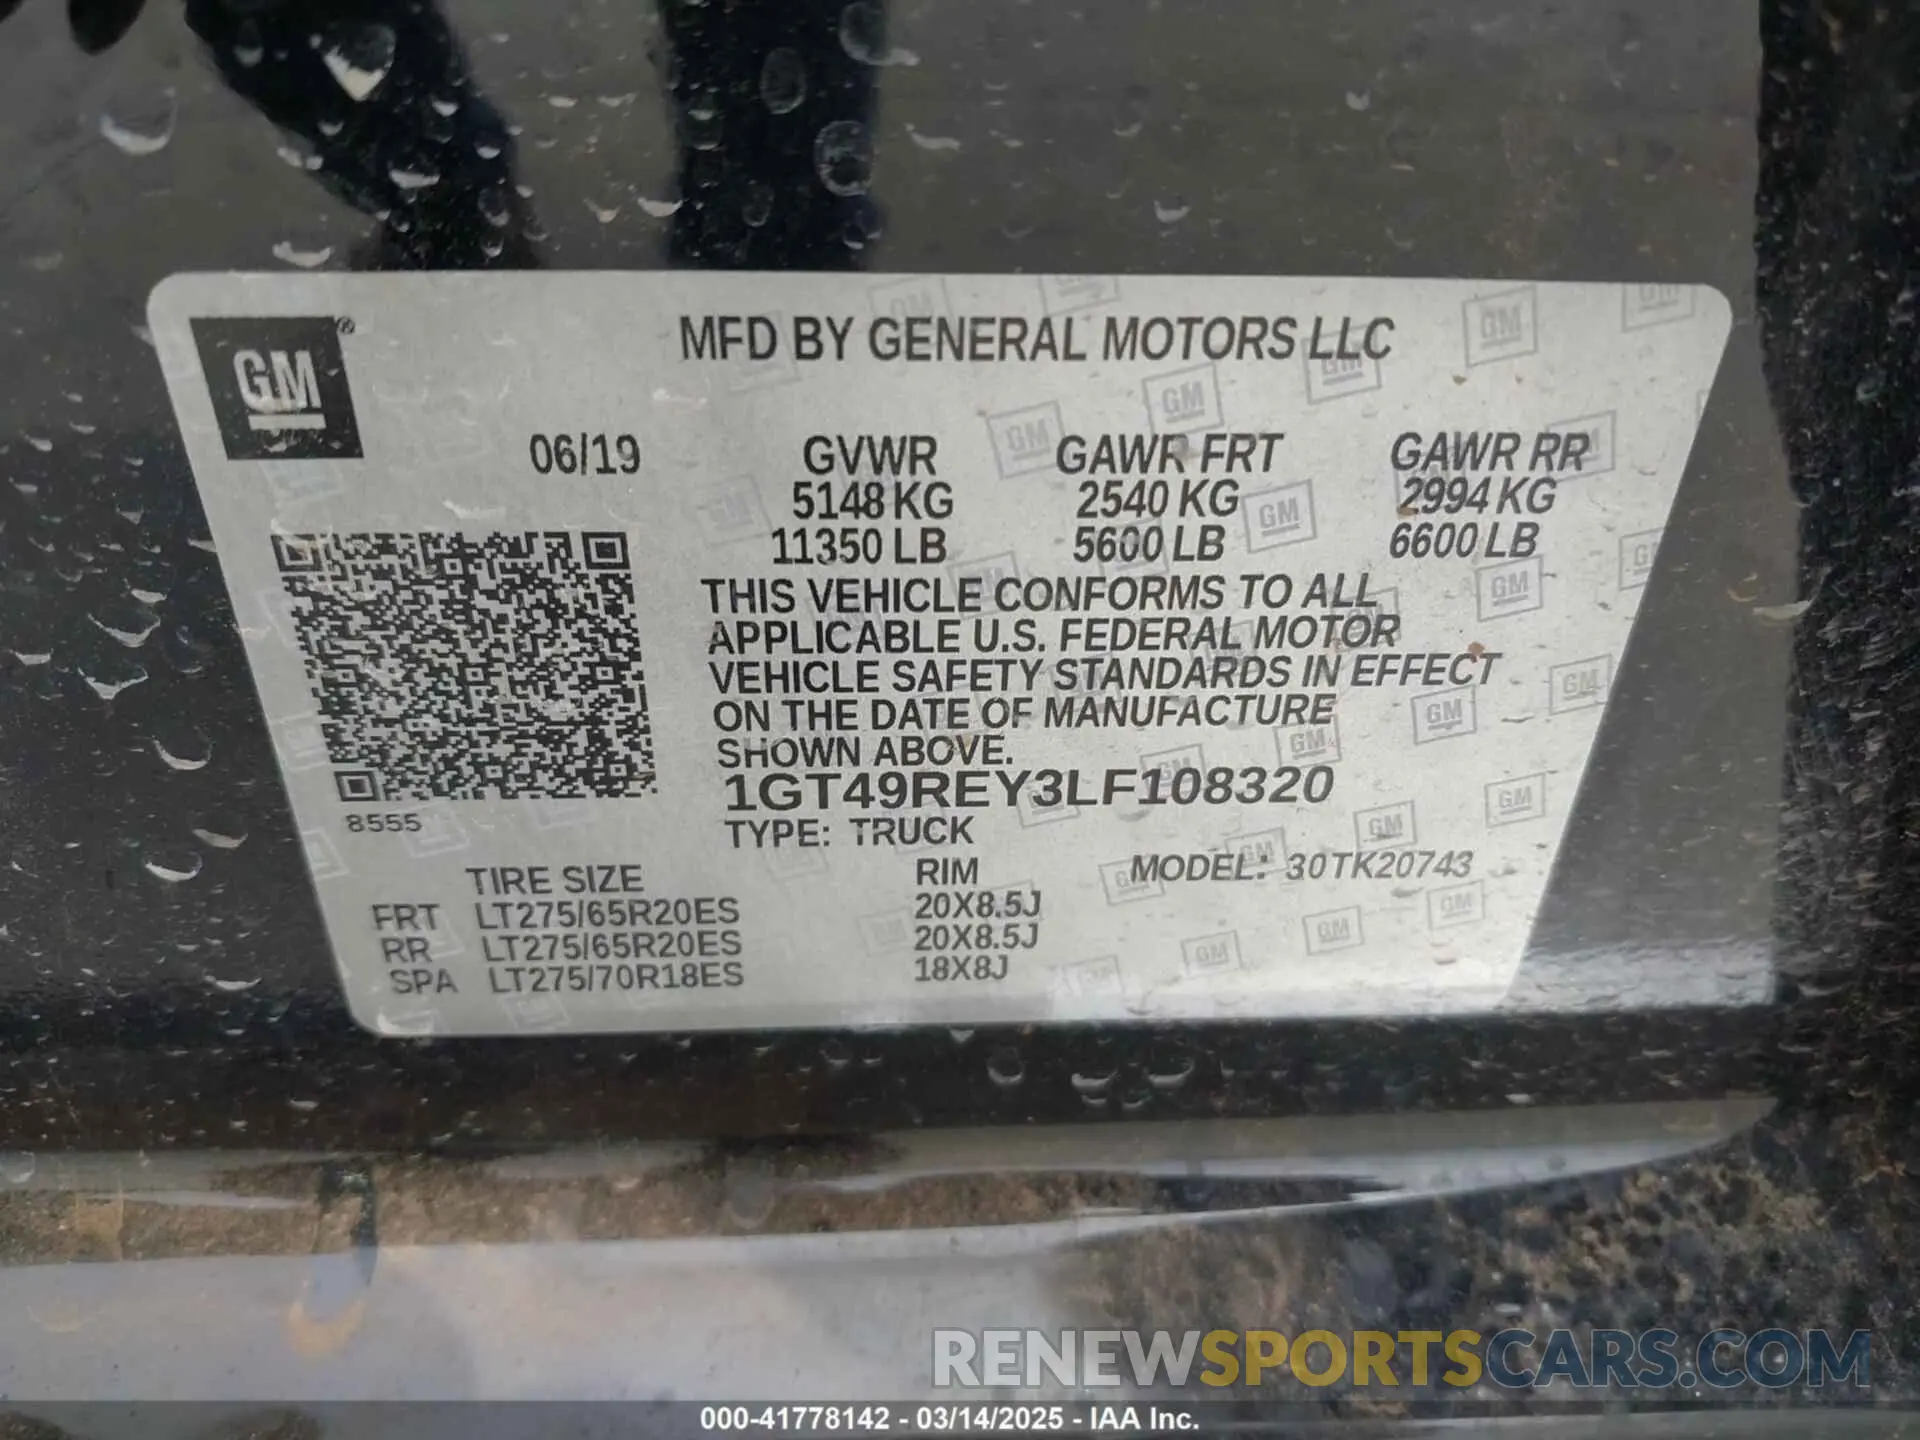 GM®
MFD BY GENERAL MOTORS LLC
06/19 GVWR GAWR FRT GAWR RR
5148 KG 2540 KG 2994 KG
11350 LB 5600 LB 6600 LB
THIS VEHICLE CONFORMS TO ALL
APPLICABLE U.S. FEDERAL MOTOR
VEHICLE SAFETY STANDARDS IN EFFECT
ON THE DATE OF MANUFACTURE
SHOWN ABOVE.
1GT49REY3LF108320
8555
TYPE: TRUCK
TIRE SIZE RIM MODEL: 30TK20743
FRT LT275/65R20ES 20X8.5J
RR LT275/65R20ES 20X8.5J
SPA LT275/70R18ES 18X8J
RENEWSPORTSCARS.COM
000-41778142 - 03/14/2025 - IAA Inc.